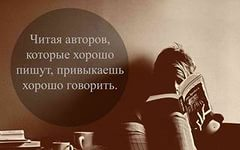 Читая авторов,
которые хорошо
пишут, привыкаешь
хорошо говорить.